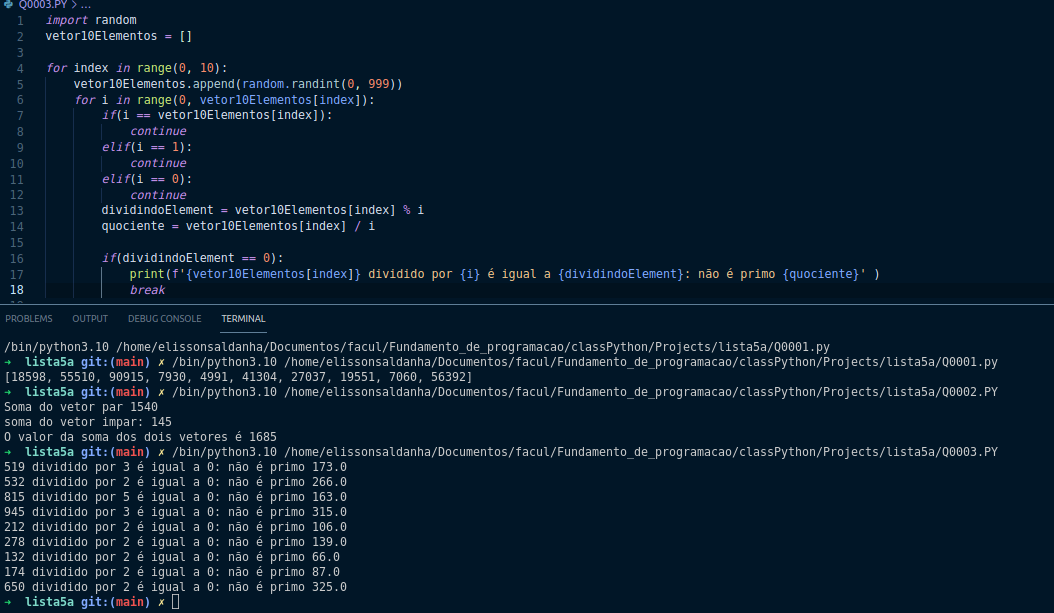 Q0003.PY > ...
1 import random
2 vetor10Elementos = []
3
4 for index in range(0, 10):
5     vetor10Elementos.append(random.randint(0, 999))
6     for i in range(0, vetor10Elementos[index]):
7         if(i == vetor10Elementos[index]):
8             continue
9         elif(i == 1):
10             continue
11         elif(i == 0):
12             continue
13         dividindoElement = vetor10Elementos[index] % i
14         quociente = vetor10Elementos[index] / i
15
16         if(dividindoElement == 0):
17             print(f'{vetor10Elementos[index]} dividido por {i} é igual a {dividindoElement}: não é primo {quociente}' )
18             break
PROBLEMS OUTPUT DEBUG CONSOLE TERMINAL
/bin/python3.10 /home/elissonsaldanha/Documentos/facul/Fundamento_de_programacao/classPython/Projects/lista5a/Q0001.py
➜ lista5a git:(main) ✗ /bin/python3.10 /home/elissonsaldanha/Documentos/facul/Fundamento_de_programacao/classPython/Projects/lista5a/Q0001.py
[18598, 55510, 90915, 7930, 4991, 41304, 27037, 19551, 7060, 56392]
➜ lista5a git:(main) ✗ /bin/python3.10 /home/elissonsaldanha/Documentos/facul/Fundamento_de_programacao/classPython/Projects/lista5a/Q0002.PY
Soma do vetor par 1540
soma do vetor impar: 145
O valor da soma dos dois vetores é 1685
➜ lista5a git:(main) ✗ /bin/python3.10 /home/elissonsaldanha/Documentos/facul/Fundamento_de_programacao/classPython/Projects/lista5a/Q0003.PY
519 dividido por 3 é igual a 0: não é primo 173.0
532 dividido por 2 é igual a 0: não é primo 266.0
815 dividido por 5 é igual a 0: não é primo 163.0
945 dividido por 3 é igual a 0: não é primo 315.0
212 dividido por 2 é igual a 0: não é primo 106.0
278 dividido por 2 é igual a 0: não é primo 139.0
132 dividido por 2 é igual a 0: não é primo 66.0
174 dividido por 2 é igual a 0: não é primo 87.0
650 dividido por 2 é igual a 0: não é primo 325.0
➜ lista5a git:(main) ✗